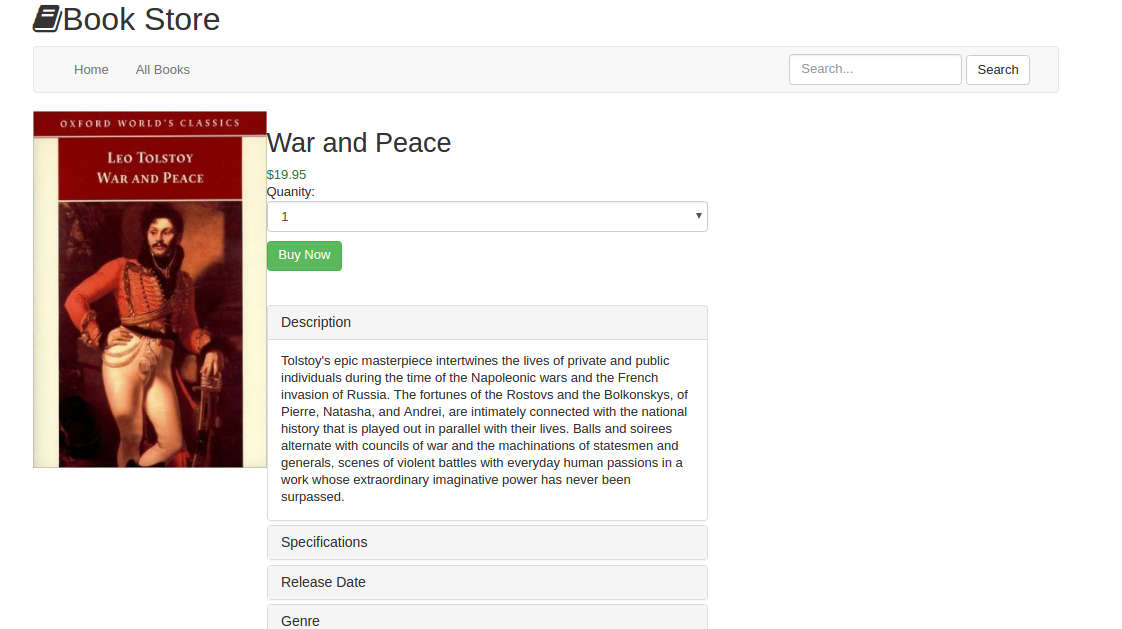 Book Store
Home All Books Search... Search
OXFORD WORLD'S CLASSICS
LEO TOLSTOY
WAR AND PEACE
War and Peace
$19.95
Quanity:
1
Buy Now
Description
Tolstoy's epic masterpiece intertwines the lives of private and public
individuals during the time of the Napoleonic wars and the French
invasion of Russia. The fortunes of the Rostovs and the Bolkonskys, of
Pierre, Natasha, and Andrei, are intimately connected with the national
history that is played out in parallel with their lives. Balls and soirees
alternate with councils of war and the machinations of statesmen and
generals, scenes of violent battles with everyday human passions in a
work whose extraordinary imaginative power has never been
surpassed.
Specifications
Release Date
Genre